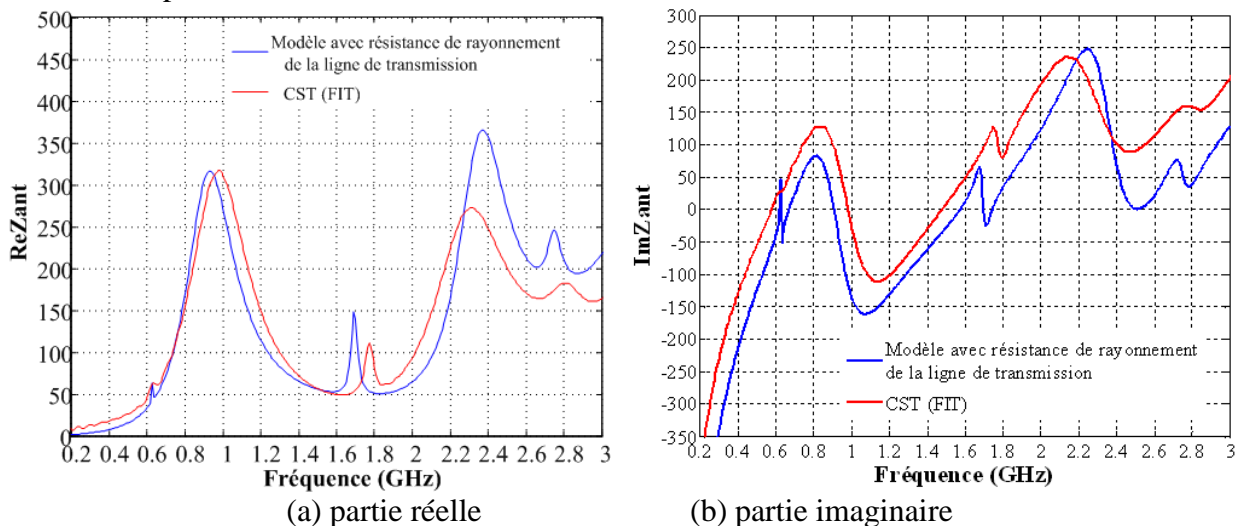 500
450
400
350
300
250
200
150
100
50
0
ReZant
Modèle avec résistance de rayonnement
de la ligne de transmission
CST (FIT)
0.2 0.4 0.6 0.8 1 1.2 1.4 1.6 1.8 2 2.2 2.4 2.6 2.8 3
Fréquence (GHz)
(a) partie réelle
300
250
200
150
100
50
0
-50
-100
-150
-200
-250
-300
-350
ImZant
Modèle avec résistance de rayonnement
de la ligne de transmission
CST (FIT)
0.2 0.4 0.6 0.8 1 1.2 1.4 1.6 1.8 2 2.2 2.4 2.6 2.8 3
Fréquence (GHz)
(b) partie imaginaire